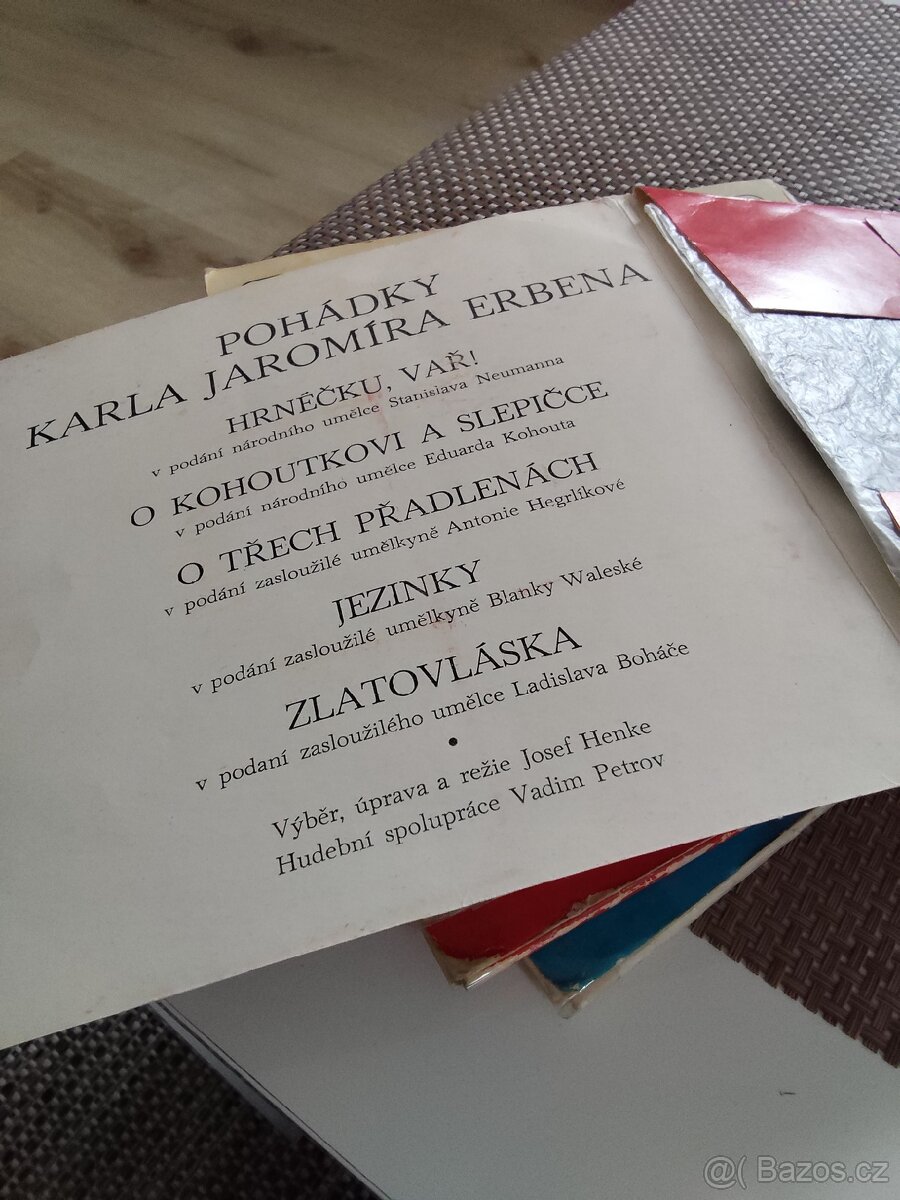 POHÁDKY
KARLA JAROMÍRA ERBENA
HRNEČKU, VAŘ!
v podání národního umělce Stanislava Neumanna
O KOHOUTKOVI A SLEPIČCE
v podání národního umělce Eduarda Kohouta
O TŘECH PŘADLENÁCH
v podání zasloužilé umělkyně Antonie Hegrlíkové
JEZINKY
v podání zasloužilé umělkyně Blanky Waleské
ZLATOVLÁSKA
v podaní zasloužilého umělce Ladislava Boháče
•
Výběr, úprava a režie Josef Henke
Hudební spolupráce Vadim Petrov
@( Bazos.cz